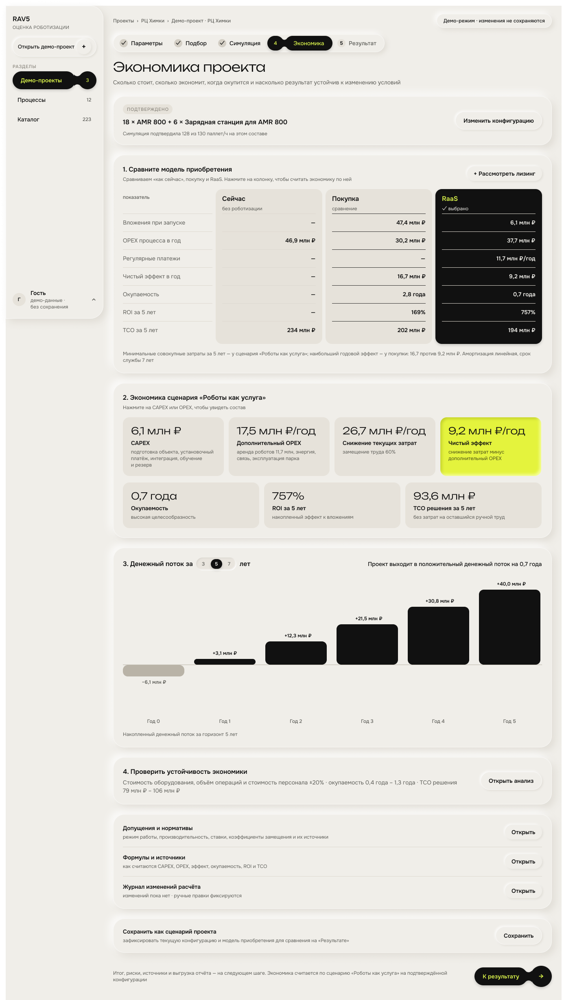 RAV5
ОЦЕНКА РОБОТИЗАЦИИ
Открыть демо-проект +
РАЗДЕЛЫ
Демо-проекты 3
Процессы 12
Каталог 223
Гость
демо-данные ·
без сохранения
Проекты › РЦ Химки › Демо-проект · РЦ Химки
Демо-режим · изменения не сохраняются
Параметры Подбор Симуляция 4 Экономика 5 Результат
Экономика проекта
Сколько стоит, сколько экономит, когда окупится и насколько результат устойчив к изменению условий
ПОДТВЕРЖДЕНО
18 × AMR 800 + 6 × Зарядная станция для AMR 800
Симуляция подтвердила 128 из 130 паллет/ч на этом составе
Изменить конфигурацию
1. Сравните модель приобретения
Сравниваем «как сейчас», покупку и RaaS. Нажмите на колонку, чтобы считать экономику по ней
+ Рассмотреть лизинг
показатель Сейчас Покупка RaaS
без роботизации сравнение ✓ выбрано
Вложения при запуске — 47,4 млн ₽ 6,1 млн ₽
OPEX процесса в год 46,9 млн ₽ 30,2 млн ₽ 37,7 млн ₽
Регулярные платежи — — 11,7 млн ₽/год
Чистый эффект в год — 16,7 млн ₽ 9,2 млн ₽
Окупаемость — 2,8 года 0,7 года
ROI за 5 лет — 169% 757%
TCO за 5 лет 234 млн ₽ 202 млн ₽ 194 млн ₽
Минимальные совокупные затраты за 5 лет — у сценария «Роботы как услуга»; наибольший годовой эффект — у покупки: 16,7 против 9,2 млн ₽. Амортизация линейная, срок
службы 7 лет
2. Экономика сценария «Роботы как услуга»
Нажмите на CAPEX или OPEX, чтобы увидеть состав
6,1 млн ₽
CAPEX
подготовка объекта, установочный
платёж, интеграция, обучение
и резерв
17,5 млн ₽/год
Дополнительный OPEX
аренда роботов 11,7 млн, энергия,
связь, эксплуатация парка
26,7 млн ₽/год
Снижение текущих затрат
замещение труда 60%
9,2 млн ₽/год
Чистый эффект
снижение затрат минус
дополнительный OPEX
0,7 года
Окупаемость
высокая целесообразность
757%
ROI за 5 лет
накопленный эффект к вложениям
93,6 млн ₽
TCO решения за 5 лет
без затрат на оставшийся ручной труд
3. Денежный поток за 3 5 7 лет
Проект выходит в положительный денежный поток на 0,7 года
+40,0 млн ₽
+30,8 млн ₽
+21,5 млн ₽
+12,3 млн ₽
+3,1 млн ₽
−6,1 млн ₽
Год 0 Год 1 Год 2 Год 3 Год 4 Год 5
Накопленный денежный поток за горизонт 5 лет
4. Проверить устойчивость экономики
Стоимость оборудования, объём операций и стоимость персонала ±20% · окупаемость 0,4 года – 1,3 года · TCO решения
79 млн ₽ – 106 млн ₽
Открыть анализ
Допущения и нормативы
режим работы, производительность, ставки, коэффициенты замещения и их источники
Открыть
Формулы и источники
как считаются CAPEX, OPEX, эффект, окупаемость, ROI и TCO
Открыть
Журнал изменений расчёта
изменений пока нет · ручные правки фиксируются
Открыть
Сохранить как сценарий проекта
зафиксировать текущую конфигурацию и модель приобретения для сравнения на «Результате»
Сохранить
Итог, риски, источники и выгрузка отчёта — на следующем шаге. Экономика считается по сценарию «Роботы как услуга» на подтверждённой
конфигурации
К результату →
Г